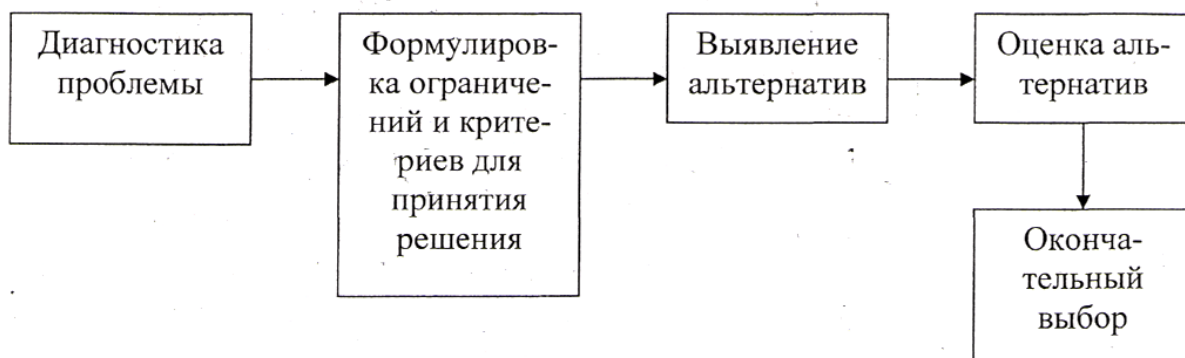 Диагностика
проблемы
Формулиров-
ка ограниче-
ний и крите-
риев для
принятия
решения
Выявление
альтернатив
Оценка аль-
тернатив
Оконча-
тельный
выбор